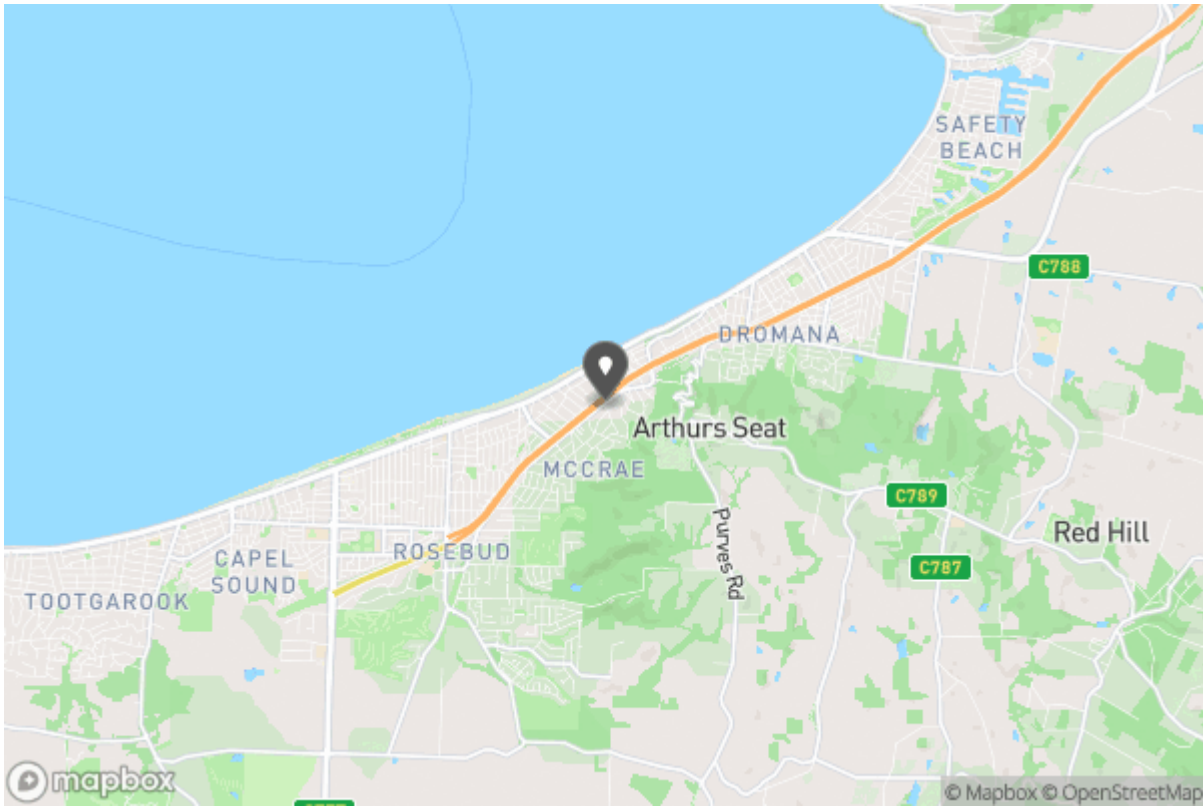 SAFETY
BEACH
C788
DROMANA
Arthurs Seat
MCCRAE
C789
Purves Rd
Red Hill
ROSEBUD
CAPEL
SOUND
C787
TOOTGAROOK
mapbox
© Mapbox © OpenStreetMap